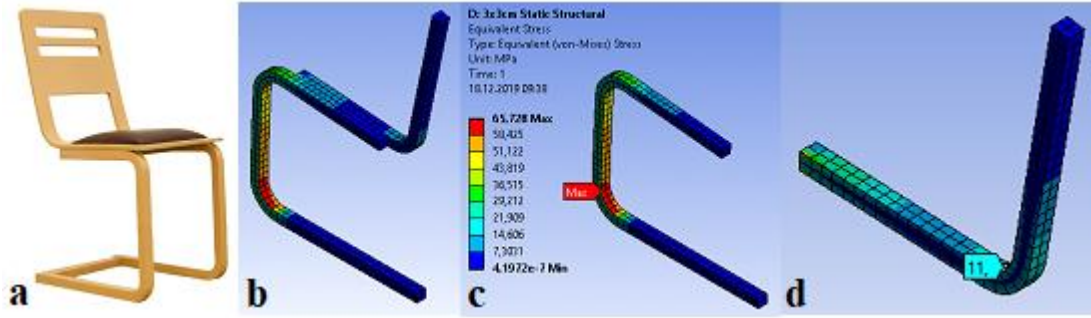 D: 3x3cm Static Structural
Equivalent Stress
Type: Equivalent (von-Mises) Stress
Unit: MPa
Time: 1
18.12.2019 09:38
65,728 Max
58,425
51,122
43,819
36,515
29,212
21,909
14,606
7,3031
4,1972e-7 Min
Max
11,
a
b
c
d